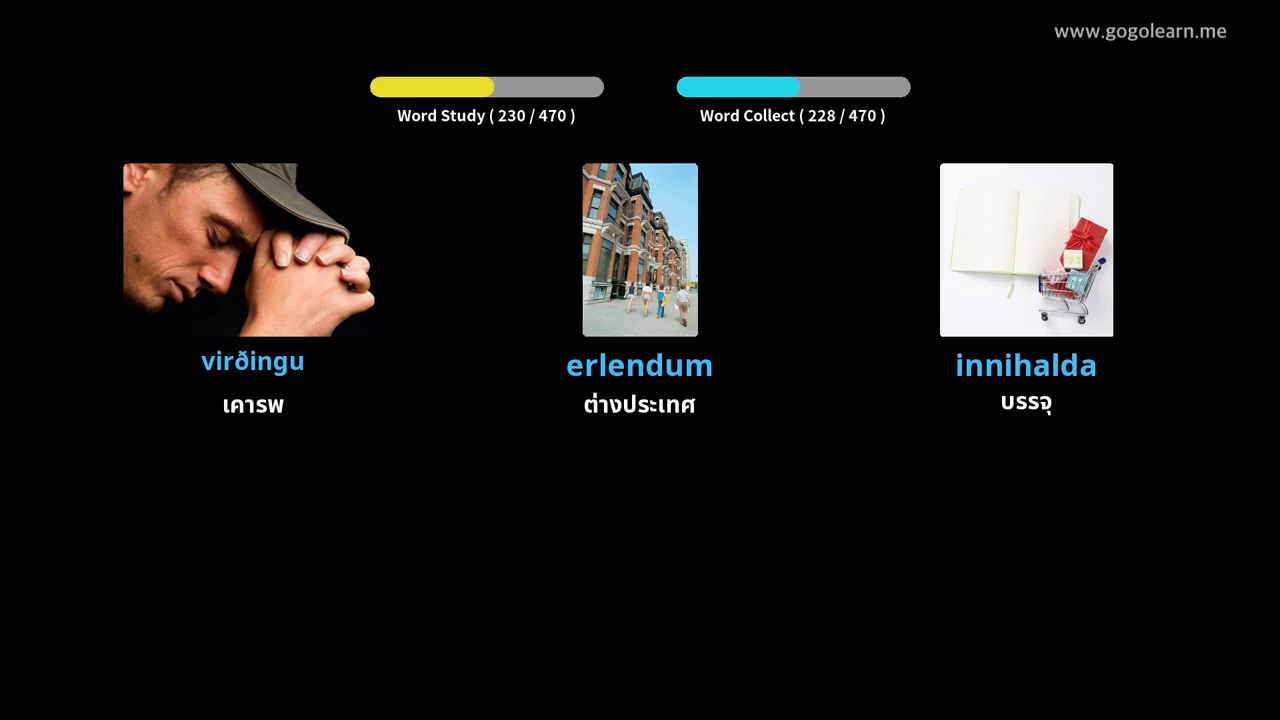 www.gogolearn.me
Word Study ( 230 / 470 )
Word Collect ( 228 / 470 )
virðingu
เคารพ
erlendum
ต่างประเทศ
innihalda
บรรจุ